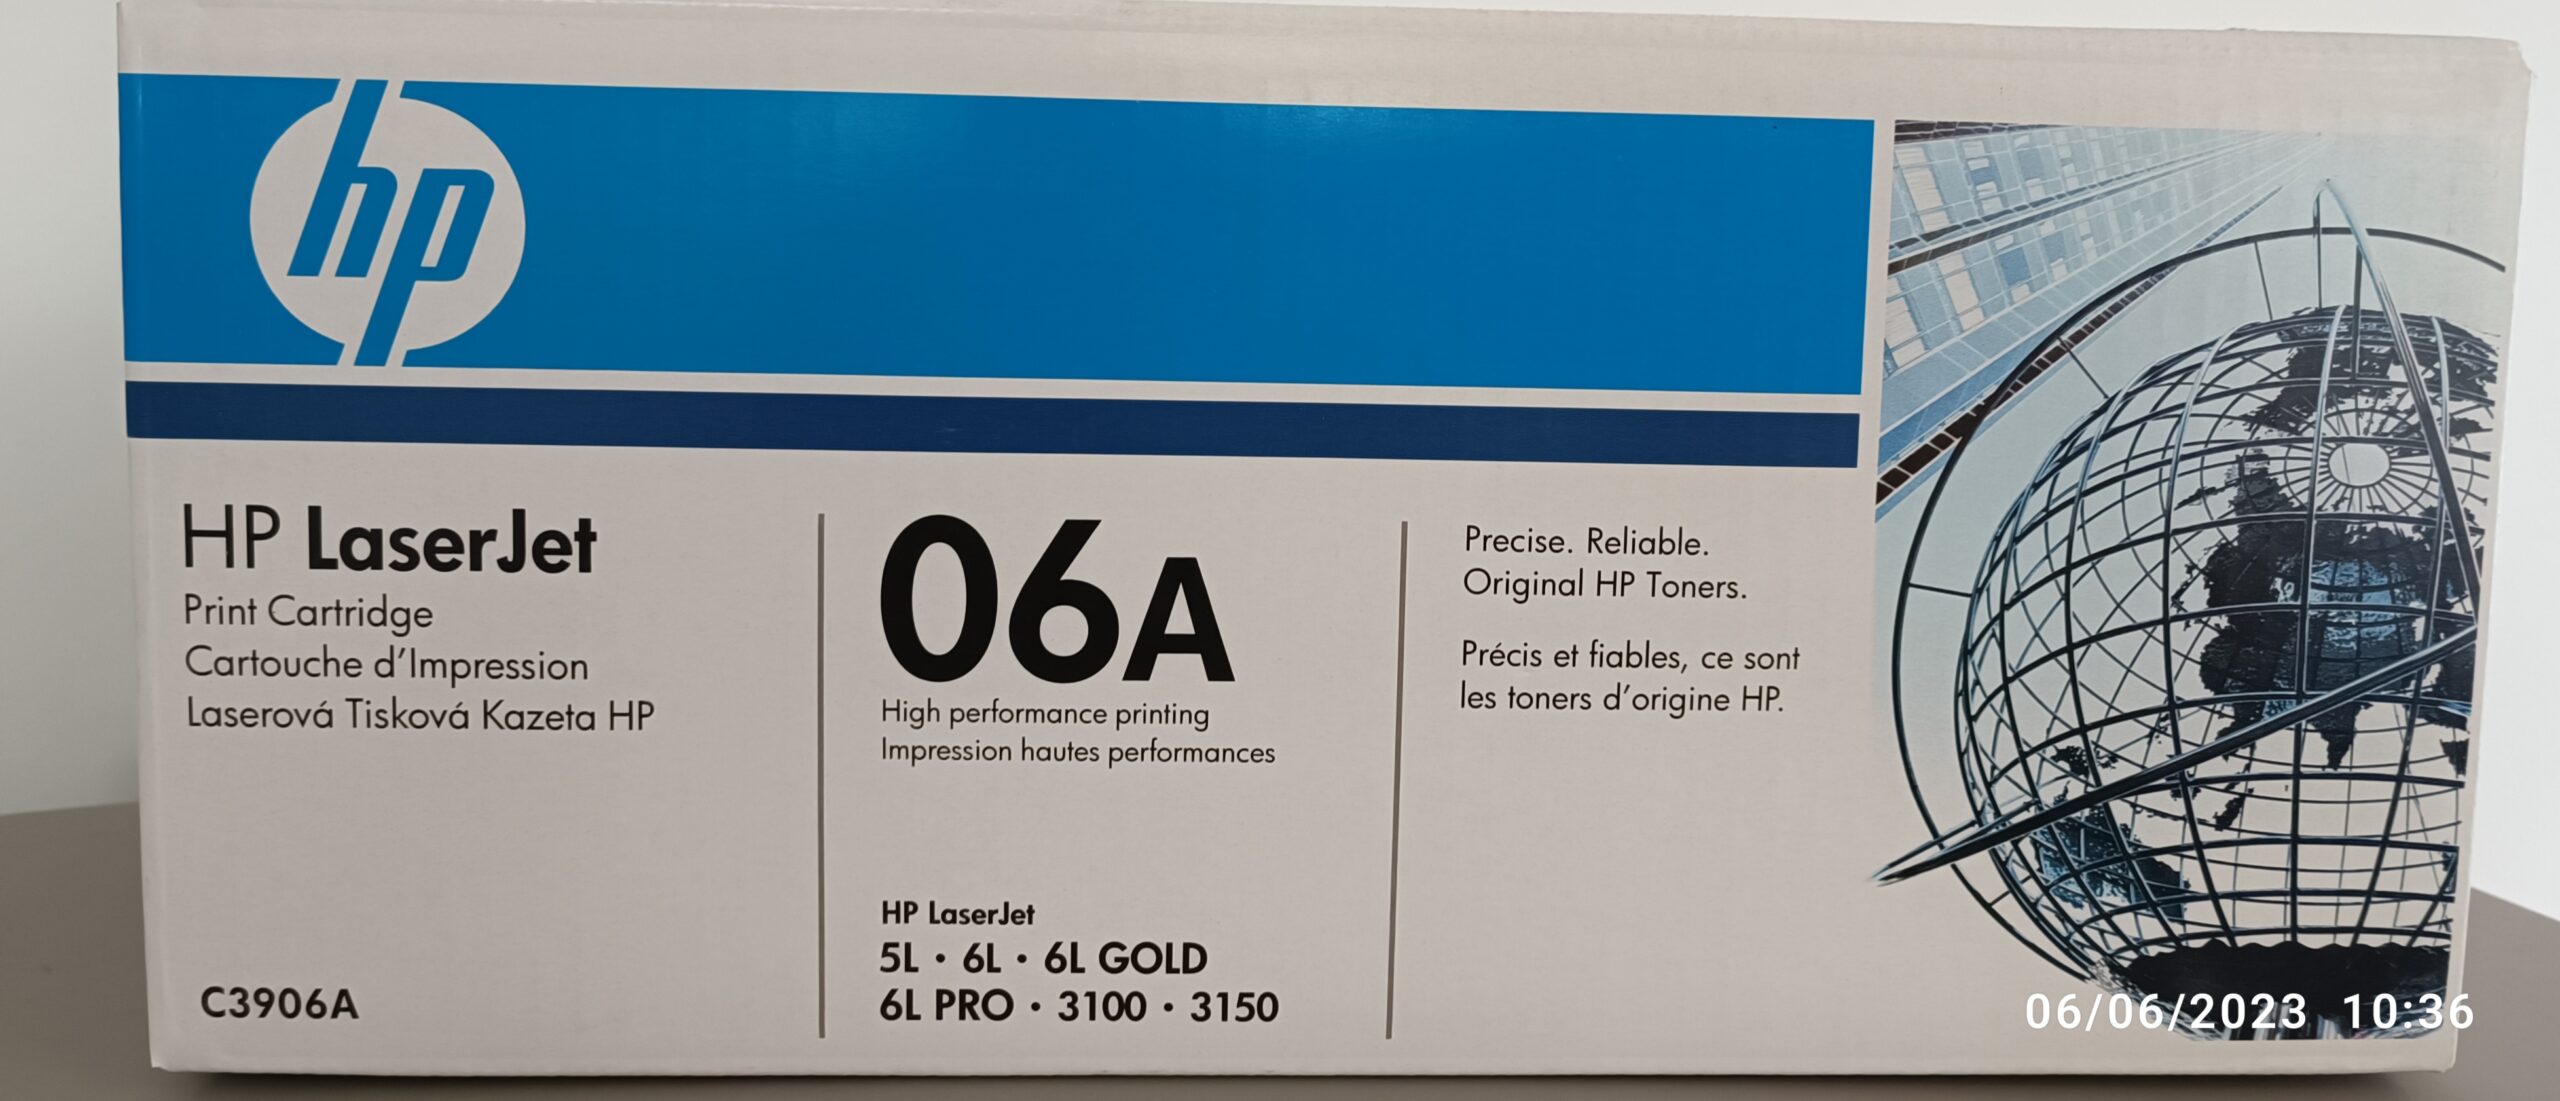 hp
HP LaserJet
Print Cartridge
Cartouche d'Impression
Laserová Tisková Kazeta HP
C3906A
06A
High performance printing
Impression hautes performances
HP LaserJet
5L • 6L • 6L GOLD
6L PRO • 3100 • 3150
Precise. Reliable.
Original HP Toners.
Précis et fiables, ce sont
les toners d'origine HP.
06/06/2023 10:36